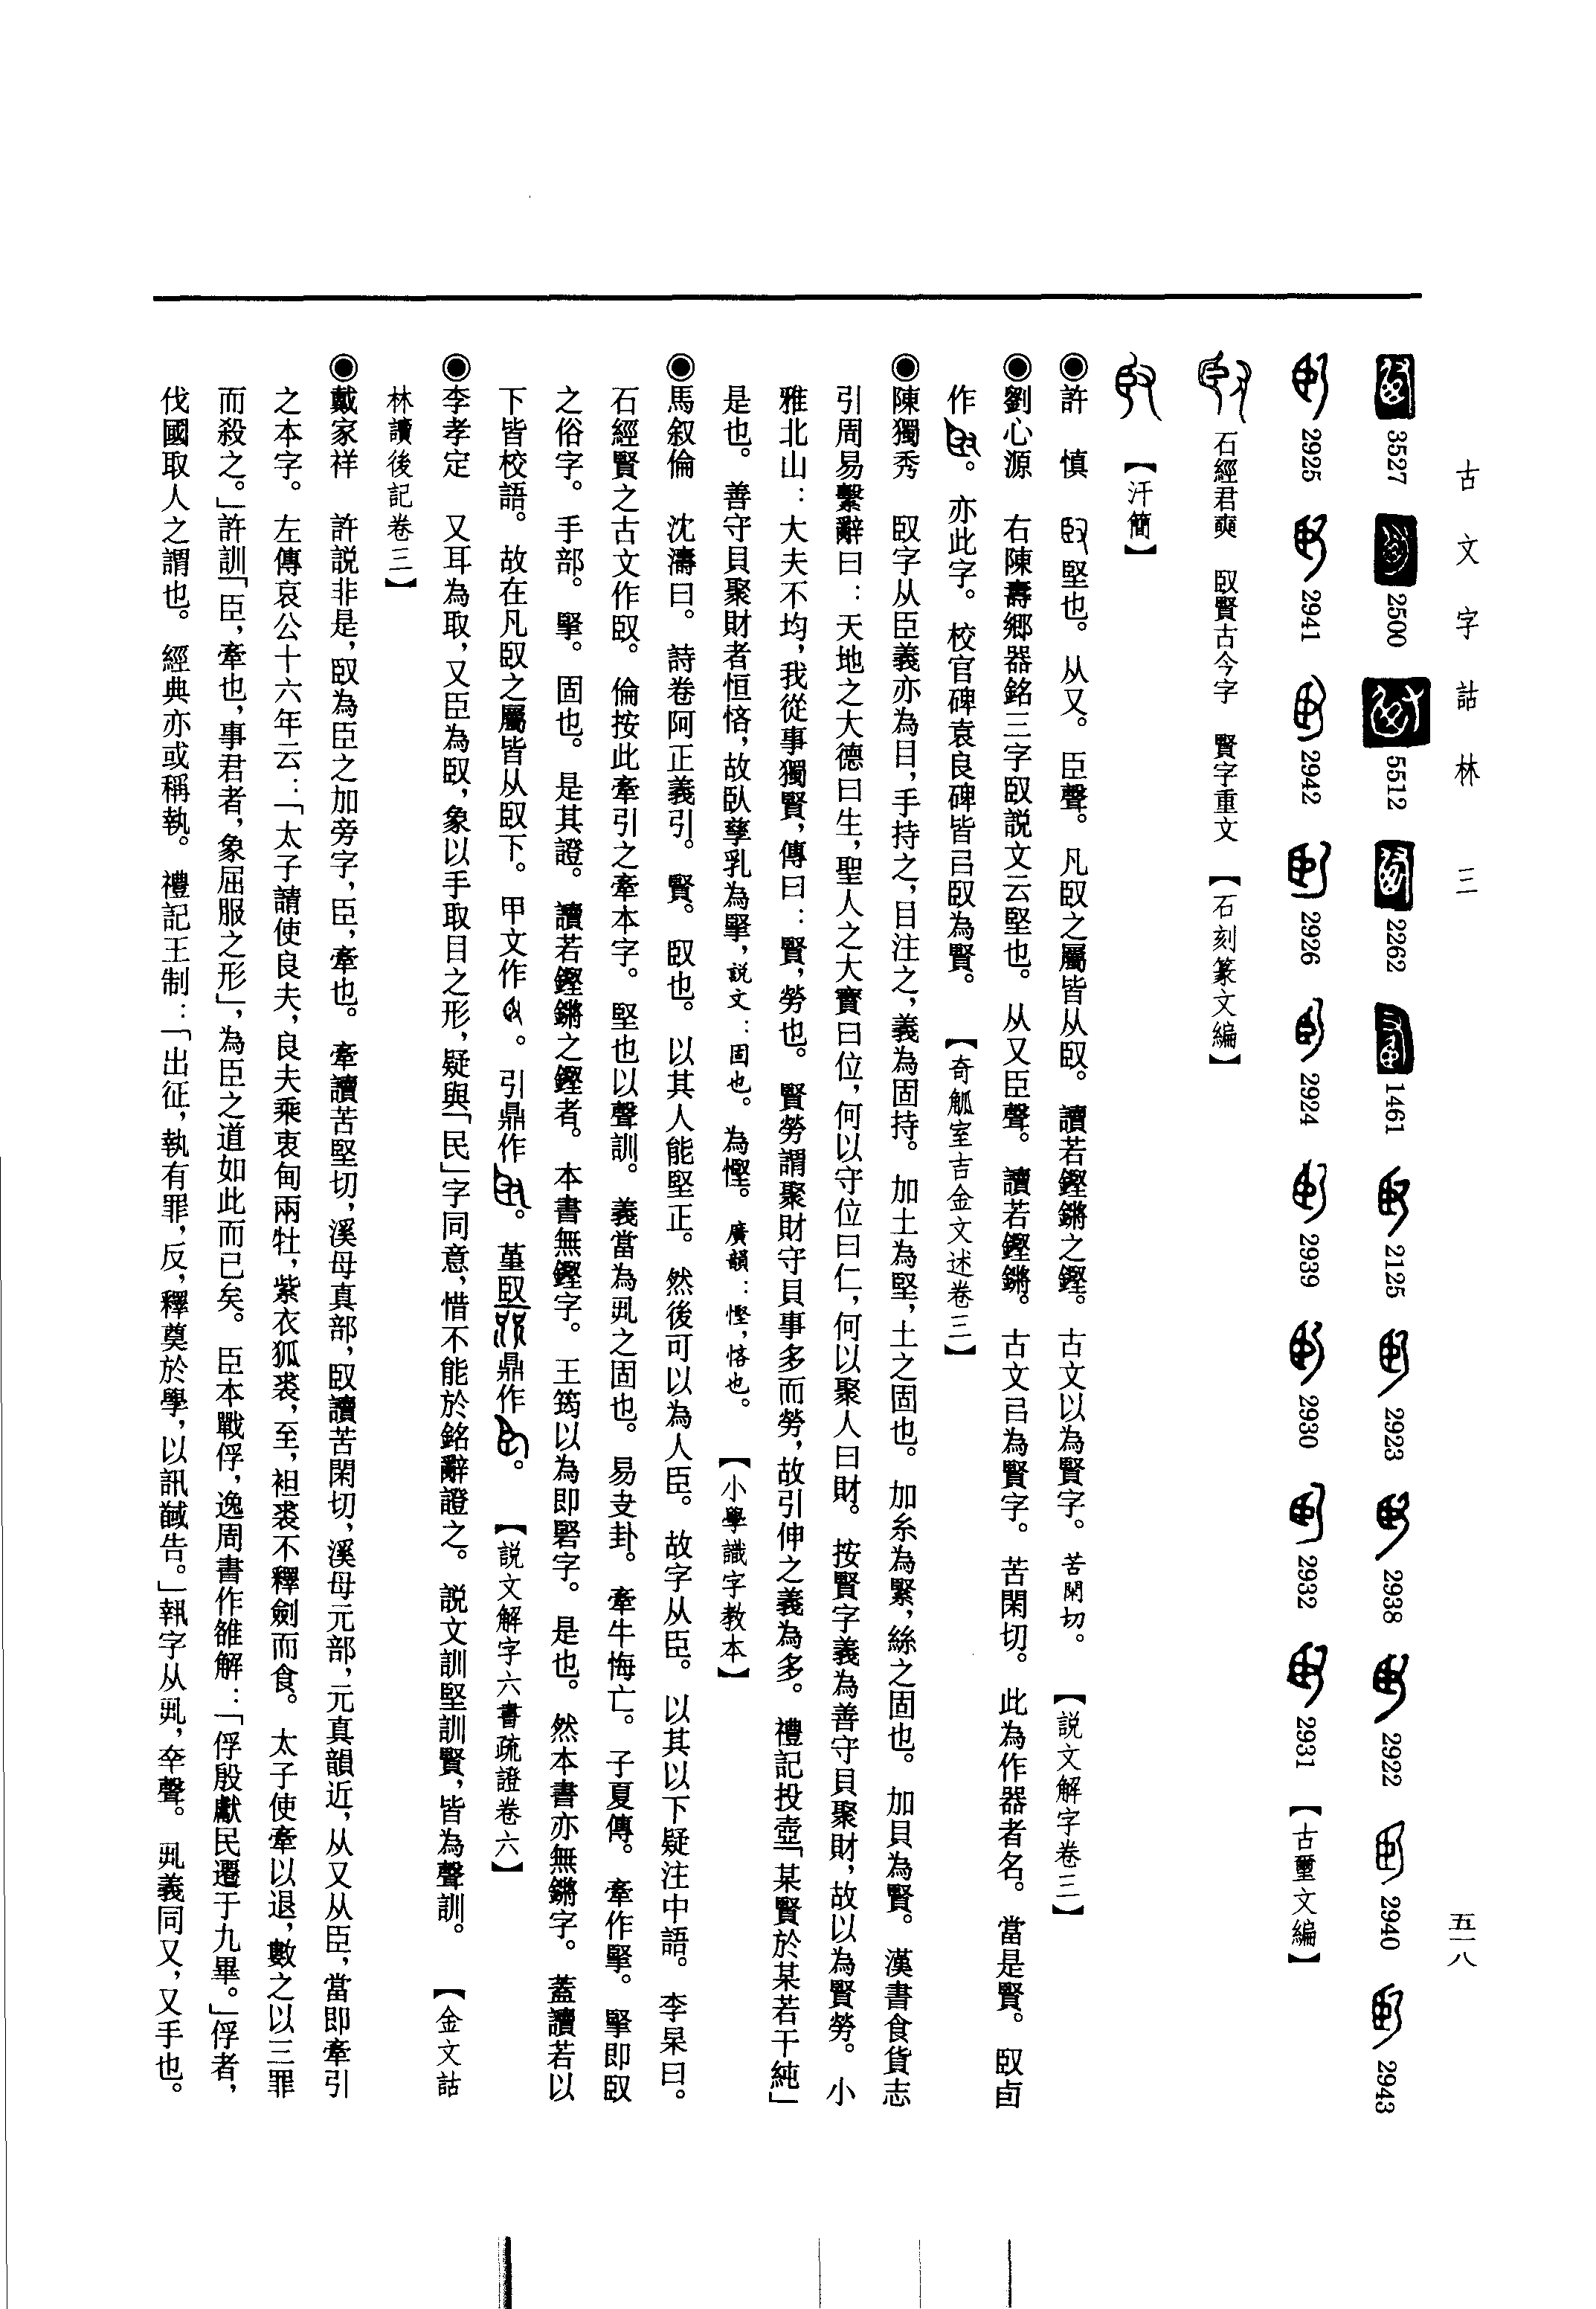 古文字詁林 三
五一八
3527 2500 5512 2262 1461 2125 2923 2938 2922 2940 2943
2925 2941 2942 2926 2924 2939 2930 2932 2931 【古璽文編】
石經君奭 臤賢古今字 賢字重文 【石刻篆文編】
【汗簡】
◉許 慎 臤堅也。从又。臣聲。凡臤之屬皆从臤。讀若鏗鏘之鏗。古文以為賢字。苦閑切。 【說文解字卷三】
◉劉心源 右陳壽鄉器銘三字臤說文云堅也。从又臣聲。讀若鏗鏘。古文㠯為賢字。苦閑切。此為作器者名。當是賢。臤卣
作。亦此字。校官碑袁良碑皆㠯臤為賢。 【奇觚室吉金文述卷三】
◉陳獨秀 臤字从臣義亦為目，手持之，目注之，義為固持。加土為堅，土之固也。加糸為緊，絲之固也。加貝為賢。漢書食貨志
引周易繫辭曰：天地之大德曰生，聖人之大寶曰位，何以守位曰仁，何以聚人曰財。按賢字義為善守貝聚財，故以為賢勞。小
雅北山：大夫不均，我從事獨賢，傳曰：賢，勞也。賢勞謂聚財守貝事多而勞，故引伸之義為多。禮記投壺「某賢於某若干純」
是也。善守貝聚財者恒悋，故臥孳乳為掔，說文：固也。為慳。廣韻：慳，悋也。 【小學識字教本】
◉馬叙倫 沈濤曰。詩卷阿正義引。賢。臤也。以其人能堅正。然後可以為人臣。故字从臣。以其以下疑注中語。李杲曰。
石經賢之古文作臤。倫按此牽引之牽本字。堅也以聲訓。義當為丮之固也。易夬卦。牽牛悔亡。子夏傳。牽作掔。掔即臤
之俗字。手部。掔。固也。是其證。讀若鏗鏘之鏗者。本書無鏗字。王筠以為即硻字。是也。然本書亦無鏘字。蓋讀若以
下皆校語。故在凡臤之屬皆从臤下。甲文作。引鼎作。堇臤鼎作。 【說文解字六書疏證卷六】
◉李孝定 又耳為取，又臣為臤，象以手取目之形，疑與「民」字同意，惜不能於銘辭證之。說文訓堅訓賢，皆為聲訓。 【金文詁
林讀後記卷三】
◉戴家祥 許說非是，臤為臣之加旁字，臣，牽也。牽讀苦堅切，溪母真部，臤讀苦閑切，溪母元部，元真韻近，从又从臣，當即牽引
之本字。左傳哀公十六年云：「太子請使良夫，良夫乘衷甸兩牡，紫衣狐裘，至，袒裘不釋劍而食。太子使牽以退，數之以三罪
而殺之。」許訓「臣，牽也，事君者，象屈服之形」，為臣之道如此而已矣。臣本戰俘，逸周書作雒解：「俘殷獻民遷于九畢。」俘者，
伐國取人之謂也。經典亦或稱執。禮記王制：「出征，執有罪，反，釋奠於學，以訊馘告。」執字从丮，㚔聲。丮義同又，又手也。